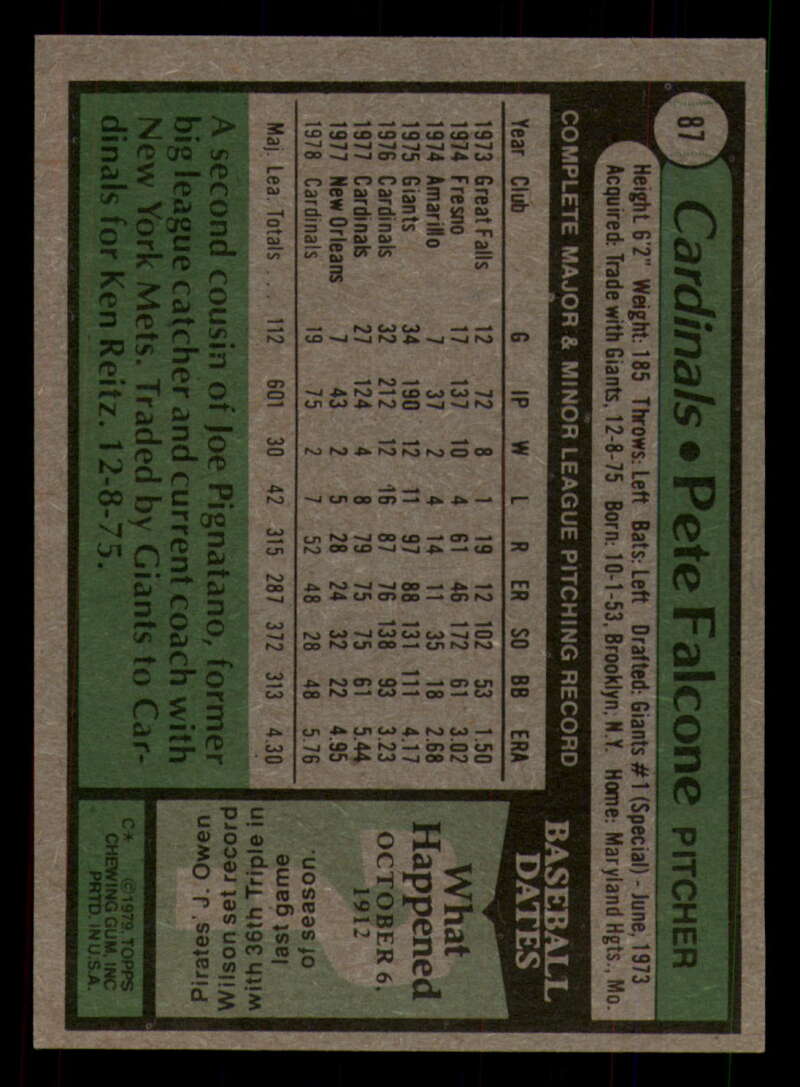 87
Cardinals • Pete Falcone PITCHER
Height: 6'2" Weight: 185 Throws: Left Bats: Left Drafted: Giants #1 (Special) - June, 1973
Acquired: Trade with Giants, 12-8-75 Born: 10-1-53, Brooklyn, N.Y. Home: Maryland Hgts., Mo.
COMPLETE MAJOR & MINOR LEAGUE PITCHING RECORD
Year Club G IP W L R ER SO BB ERA
1973 Great Falls 12 72 8 1 19 12 102 53 1.50
1974 Fresno 17 137 10 4 61 46 172 61 3.02
1974 Amarillo 7 37 2 4 14 11 35 18 2.68
1975 Giants 34 190 12 11 97 88 131 111 4.17
1976 Cardinals 32 212 12 16 87 76 138 93 3.23
1977 Cardinals 27 124 4 8 79 75 75 61 5.44
1977 New Orleans 7 43 2 5 28 24 32 22 4.95
1978 Cardinals 19 75 2 7 52 48 28 48 5.76
Maj. Lea. Totals . . . 112 601 30 42 315 287 372 313 4.30
A second cousin of Joe Pignatano, former
big league catcher and current coach with
New York Mets. Traded by Giants to Car-
dinals for Ken Reitz, 12-8-75.
BASEBALL
DATES
What
Happened
OCTOBER 6,
1912
Pirates' J. Owen
Wilson set record
with 36th Triple in
last game
of season.
C* ©1979, TOPPS
CHEWING GUM, INC
PRTD. IN U.S.A.